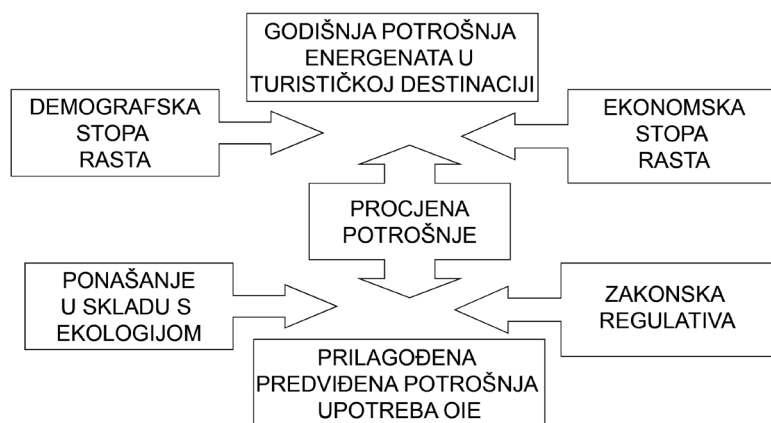 GODIŠNJA POTROŠNJA
ENERGENATA U
TURISTIČKOJ DESTINACIJI
DEMOGRAFSKA
STOPA
RASTA
EKONOMSKA
STOPA
RASTA
PROCJENA
POTROŠNJE
PONAŠANJE
U SKLADU S
EKOLOGIJOM
ZAKONSKA
REGULATIVA
PRILAGOĐENA
PREDVIĐENA POTROŠNJA
UPOTREBA OIE